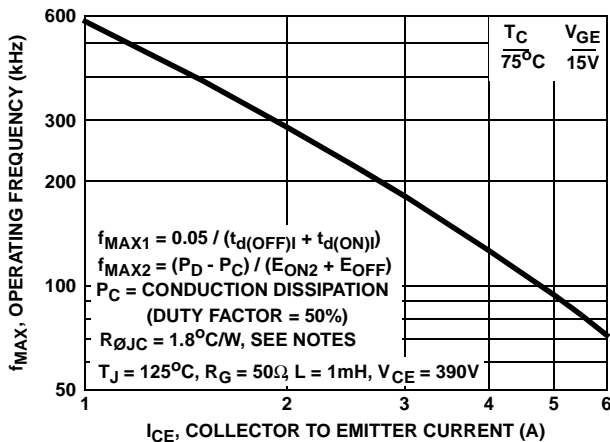 600
300
200
100
50
f_MAX, OPERATING FREQUENCY (kHz)
T_C V_GE
75°C 15V
f_MAX1 = 0.05 / (t_d(OFF)I + t_d(ON)I)
f_MAX2 = (P_D - P_C) / (E_ON2 + E_OFF)
P_C = CONDUCTION DISSIPATION
(DUTY FACTOR = 50%)
R_ØJC = 1.8°C/W, SEE NOTES
T_J = 125°C, R_G = 50Ω, L = 1mH, V_CE = 390V
1 2 3 4 5 6
I_CE, COLLECTOR TO EMITTER CURRENT (A)